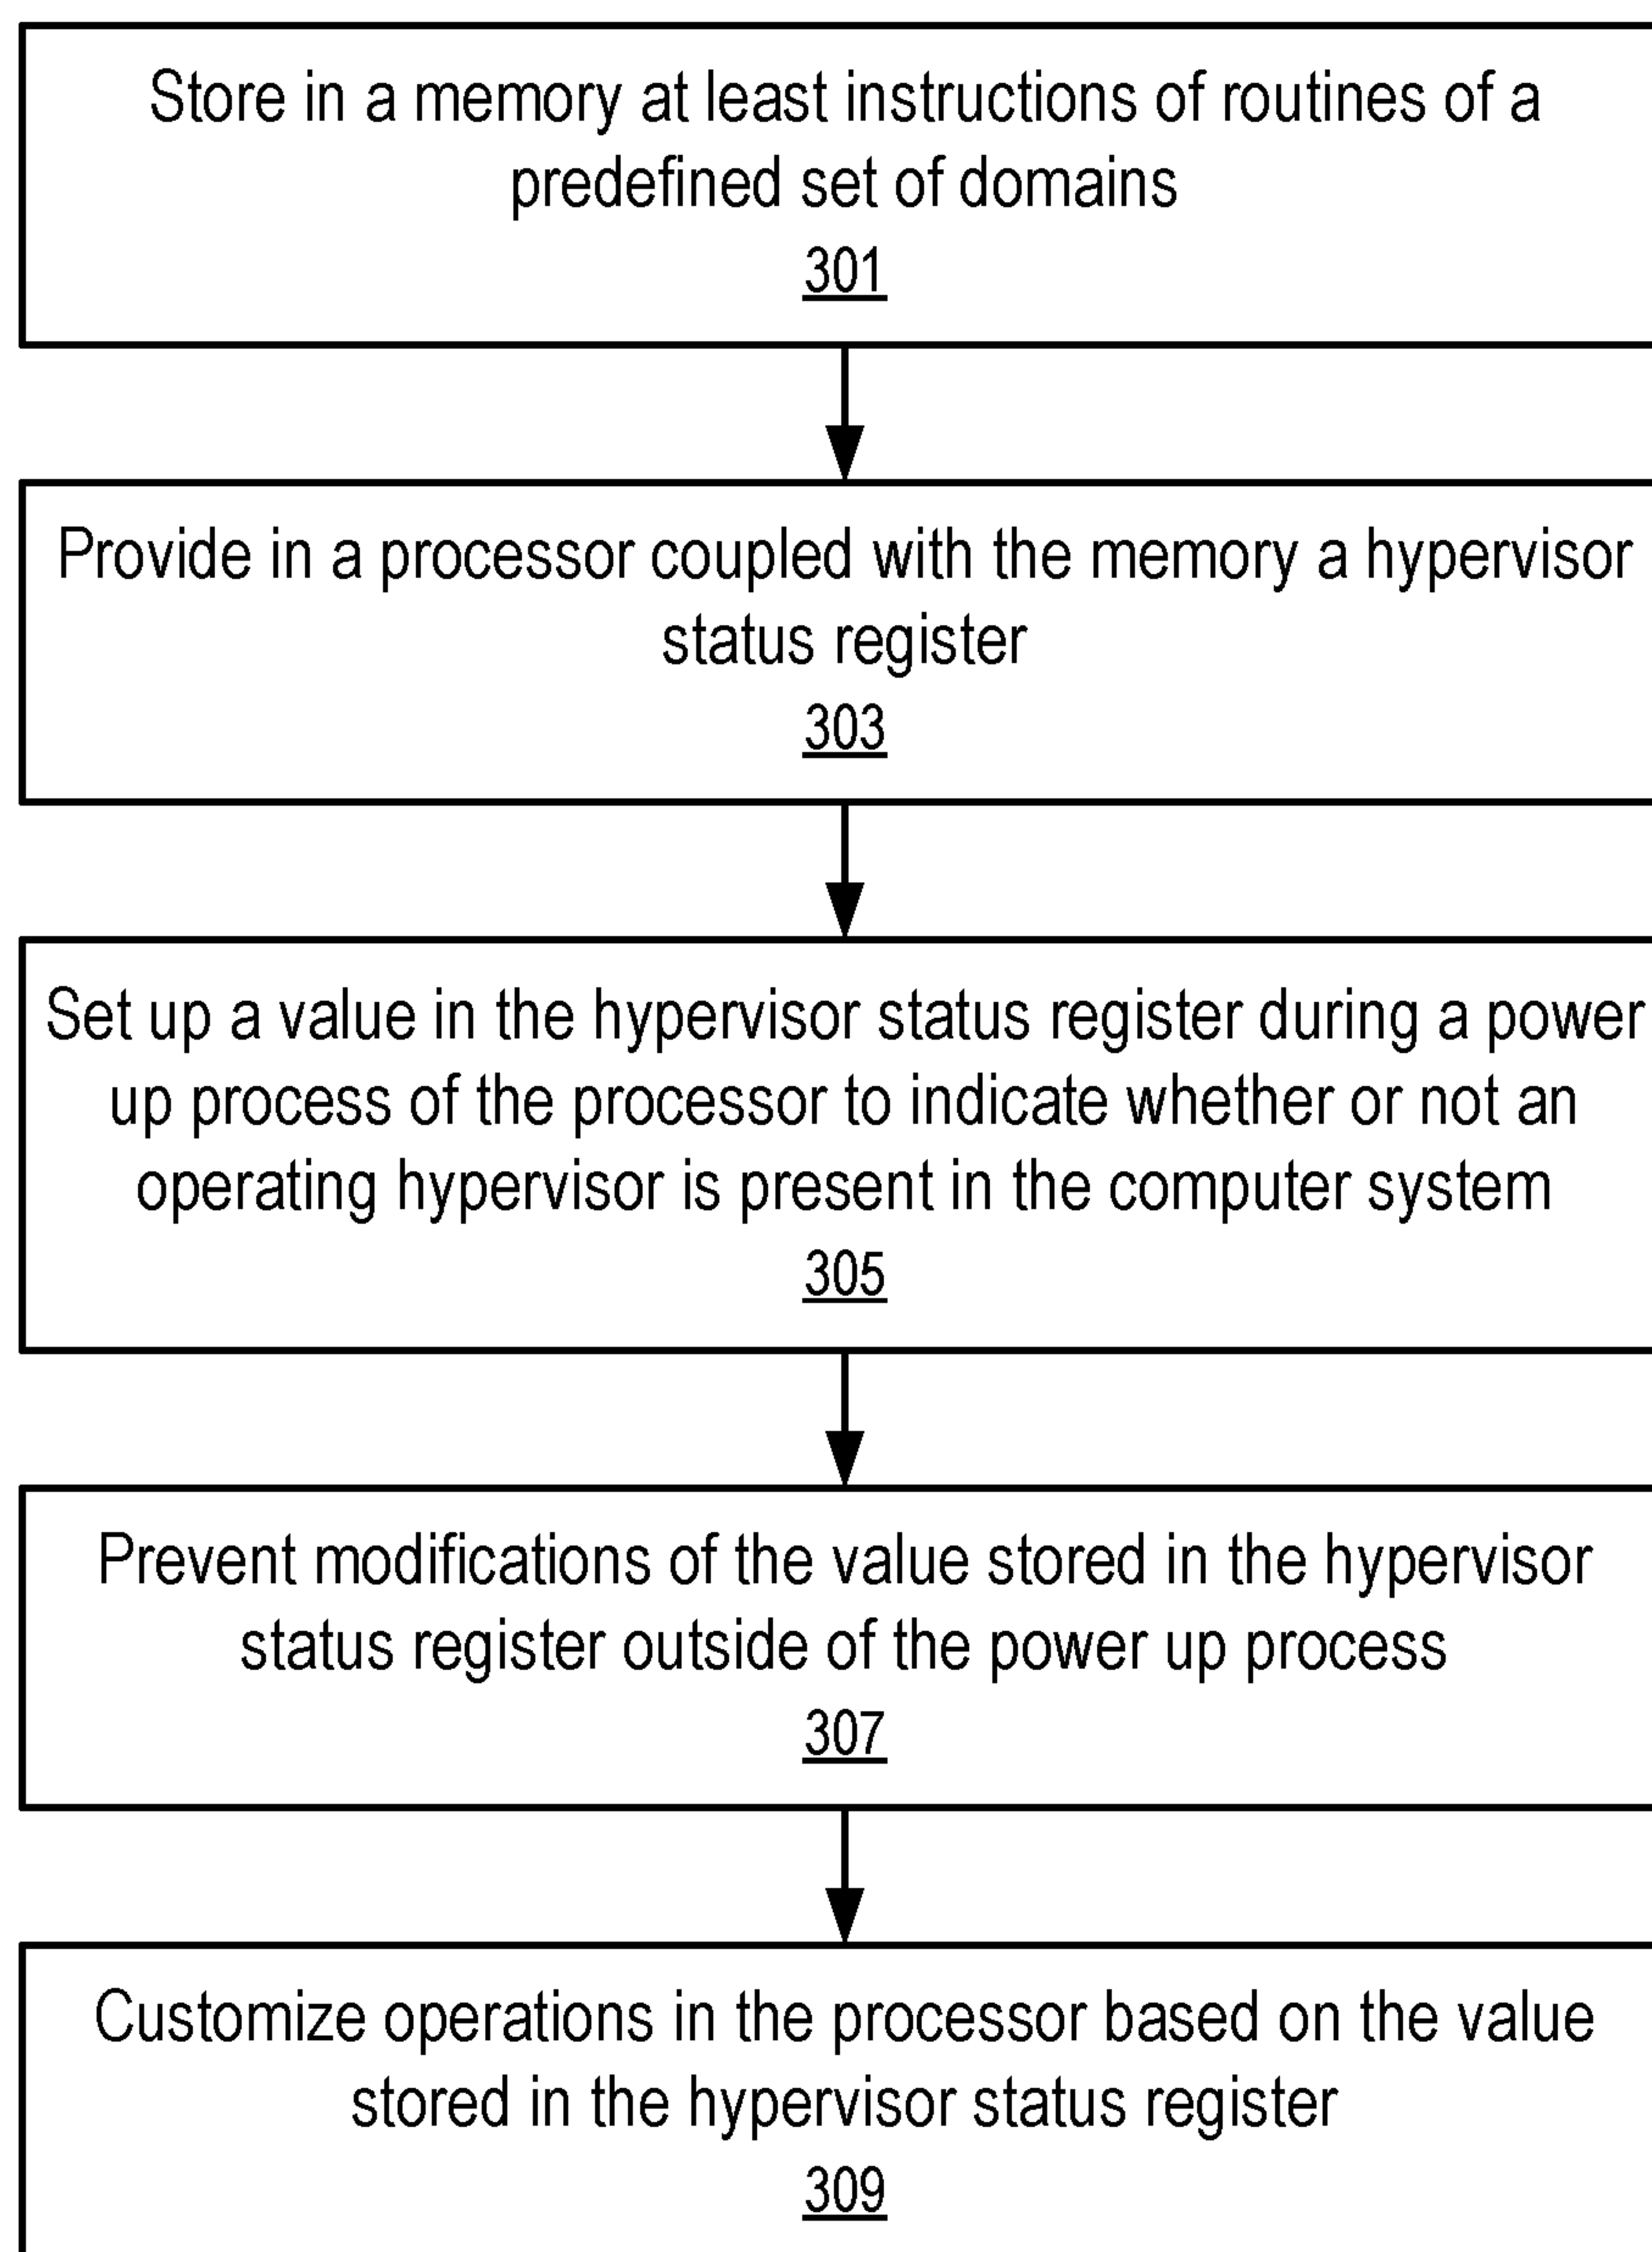 Store in a memory at least instructions of routines of a
predefined set of domains
301
Provide in a processor coupled with the memory a hypervisor
status register
303
Set up a value in the hypervisor status register during a power
up process of the processor to indicate whether or not an
operating hypervisor is present in the computer system
305
Prevent modifications of the value stored in the hypervisor
status register outside of the power up process
307
Customize operations in the processor based on the value
stored in the hypervisor status register
309